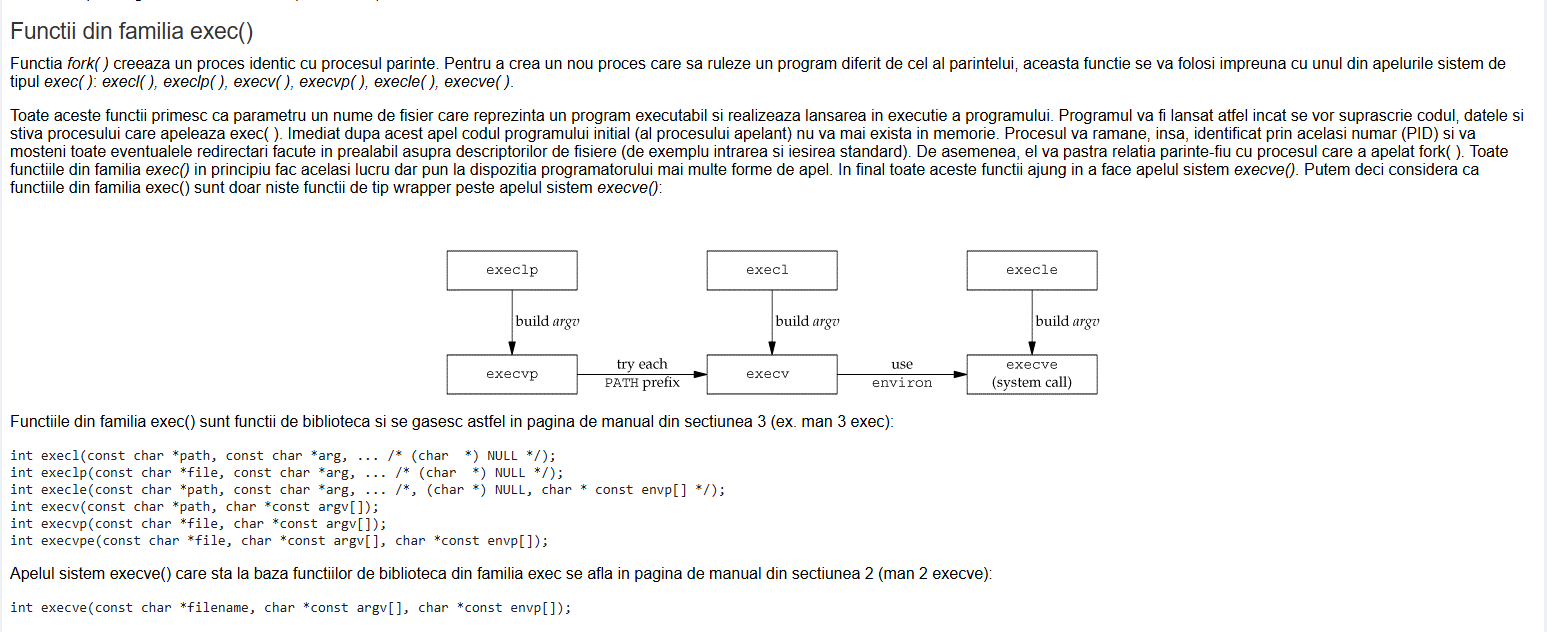 Functii din familia exec()
Functia fork( ) creeaza un proces identic cu procesul parinte. Pentru a crea un nou proces care sa ruleze un program diferit de cel al parintelui, aceasta functie se va folosi impreuna cu unul din apelurile sistem de
tipul exec( ): execl( ), execlp( ), execv( ), execvp( ), execle( ), execve( ).
Toate aceste functii primesc ca parametru un nume de fisier care reprezinta un program executabil si realizeaza lansarea in executie a programului. Programul va fi lansat atfel incat se vor suprascrie codul, datele si
stiva procesului care apeleaza exec( ). Imediat dupa acest apel codul programului initial (al procesului apelant) nu va mai exista in memorie. Procesul va ramane, insa, identificat prin acelasi numar (PID) si va
mosteni toate eventualele redirectari facute in prealabil asupra descriptorilor de fisiere (de exemplu intrarea si iesirea standard). De asemenea, el va pastra relatia parinte-fiu cu procesul care a apelat fork( ). Toate
functiile din familia exec() in principiu fac acelasi lucru dar pun la dispozitia programatorului mai multe forme de apel. In final toate aceste functii ajung in a face apelul sistem execve(). Putem deci considera ca
functiile din familia exec() sunt doar niste functii de tip wrapper peste apelul sistem execve():
execlp execl execle
build argv build argv build argv
execvp try each PATH prefix execv use environ execve
(system call)
Functiile din familia exec() sunt functii de biblioteca si se gasesc astfel in pagina de manual din sectiunea 3 (ex. man 3 exec):
int execl(const char *path, const char *arg, ... /* (char  *) NULL */);
int execlp(const char *file, const char *arg, ... /* (char  *) NULL */);
int execle(const char *path, const char *arg, ... /*, (char *) NULL, char * const envp[] */);
int execv(const char *path, char *const argv[]);
int execvp(const char *file, char *const argv[]);
int execvpe(const char *file, char *const argv[], char *const envp[]);
Apelul sistem execve() care sta la baza functiilor de biblioteca din familia exec se afla in pagina de manual din sectiunea 2 (man 2 execve):
int execve(const char *filename, char *const argv[], char *const envp[]);